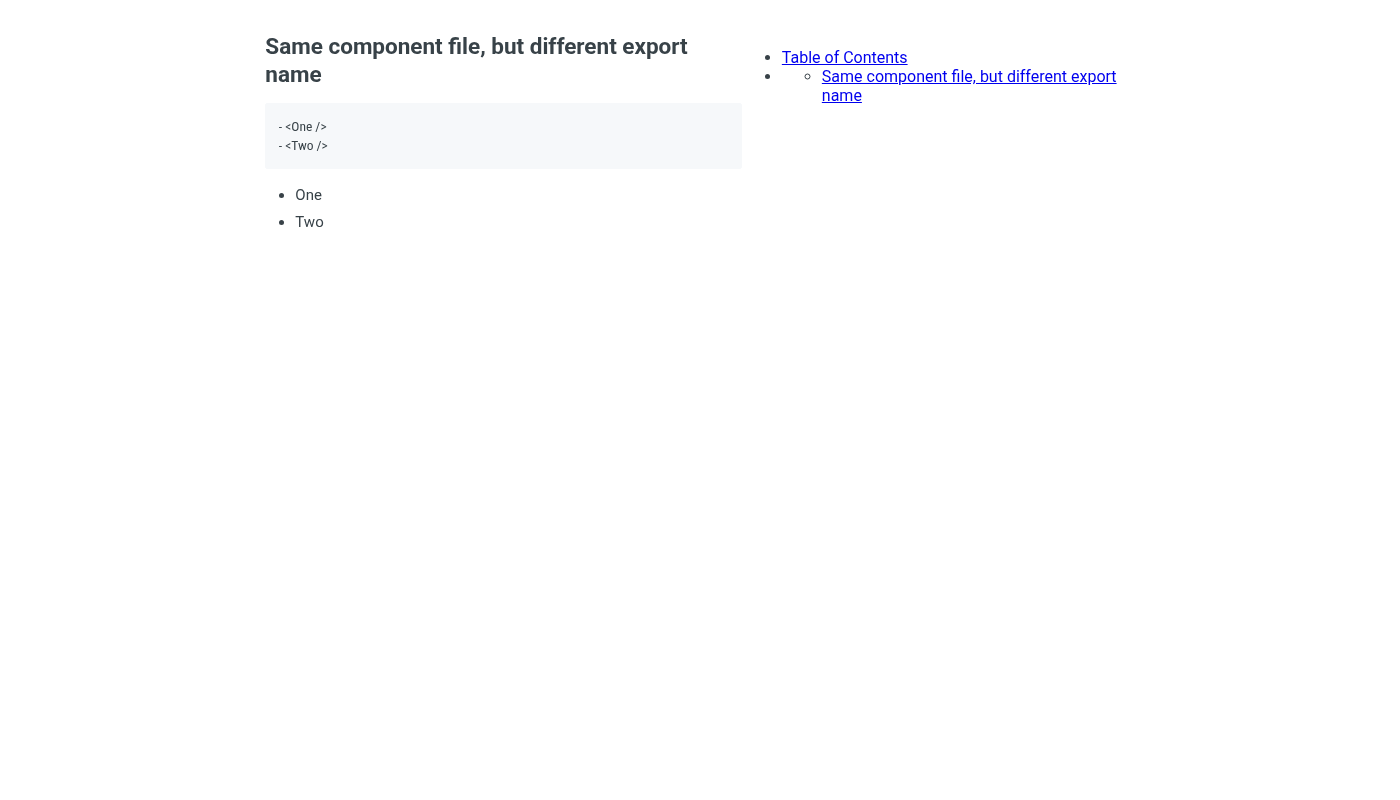 Same component file, but different export
name
- <One />
- <Two />
One
Two
Table of Contents
Same component file, but different export
name